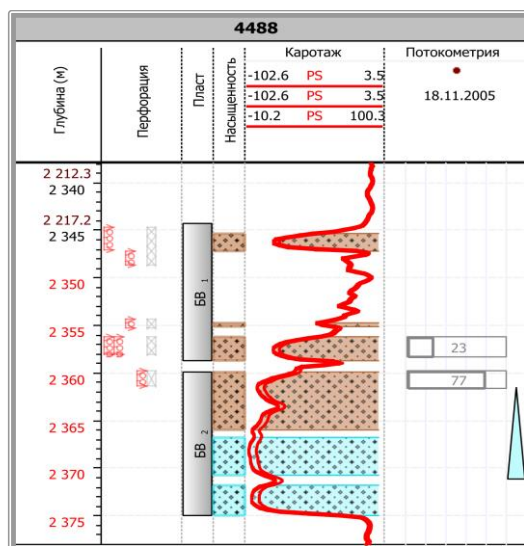 4488
Глубина (м)
Перфорация
Пласт
Насыщенность
Каротаж
-102.6 PS 3.5
-102.6 PS 3.5
-10.2 PS 100.3
Потокометрия
18.11.2005
2 212.3
2 340
2 217.2
2 345
2 350
2 355
2 360
2 365
2 370
2 375
БВ 1
БВ 2
23
77